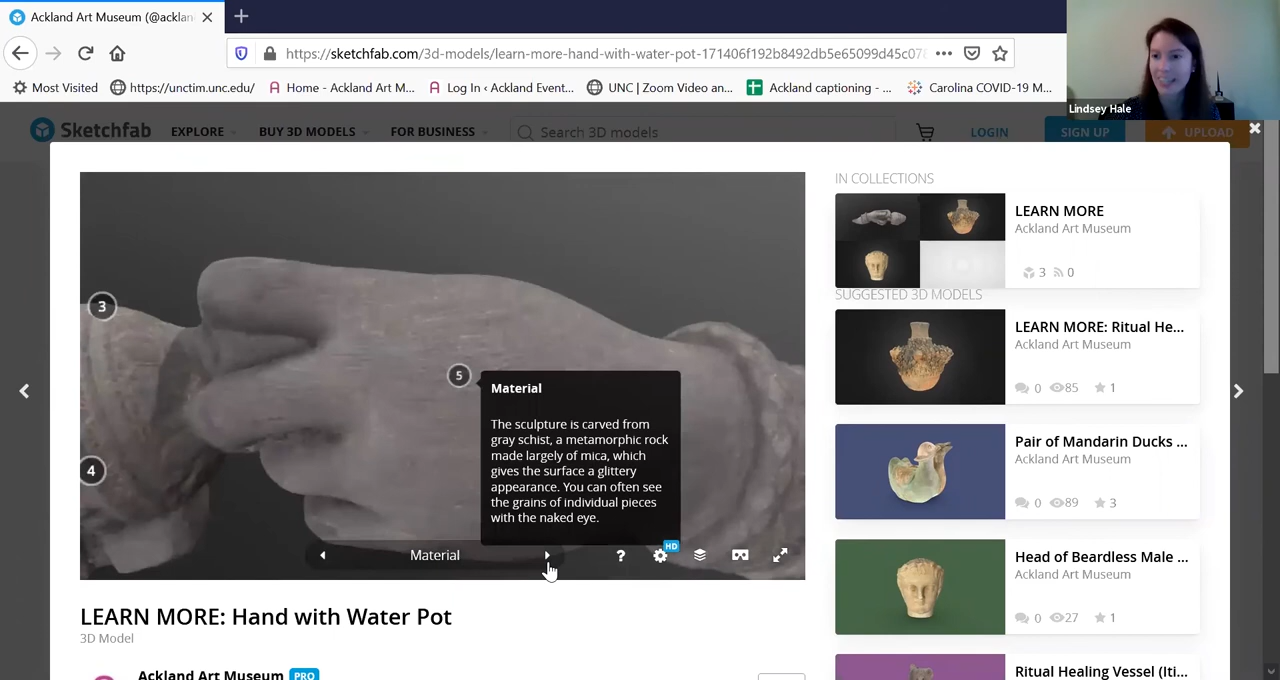 Ackland Art Museum (@acklan
https://sketchfab.com/3d-models/learn-more-hand-with-water-pot-171406f192b8492db5e65099d45c07
Lindsey Hale
Most Visited
https://unctim.unc.edu/
Home - Ackland Art M...
Log In ‹ Ackland Event...
UNC | Zoom Video an...
Ackland captioning - ...
Carolina COVID-19 M...
Sketchfab
EXPLORE
BUY 3D MODELS
FOR BUSINESS
Search 3D models
LOGIN
SIGN UP
UPLOAD
3
4
5
Material
The sculpture is carved from
gray schist, a metamorphic rock
made largely of mica, which
gives the surface a glittery
appearance. You can often see
the grains of individual pieces
with the naked eye.
Material
?
HD
LEARN MORE: Hand with Water Pot
3D Model
Ackland Art Museum PRO
IN COLLECTIONS
LEARN MORE
Ackland Art Museum
3 0
SUGGESTED 3D MODELS
LEARN MORE: Ritual He...
Ackland Art Museum
0 85 1
Pair of Mandarin Ducks ...
Ackland Art Museum
0 89 3
Head of Beardless Male ...
Ackland Art Museum
0 27 1
Ritual Healing Vessel (Iti...